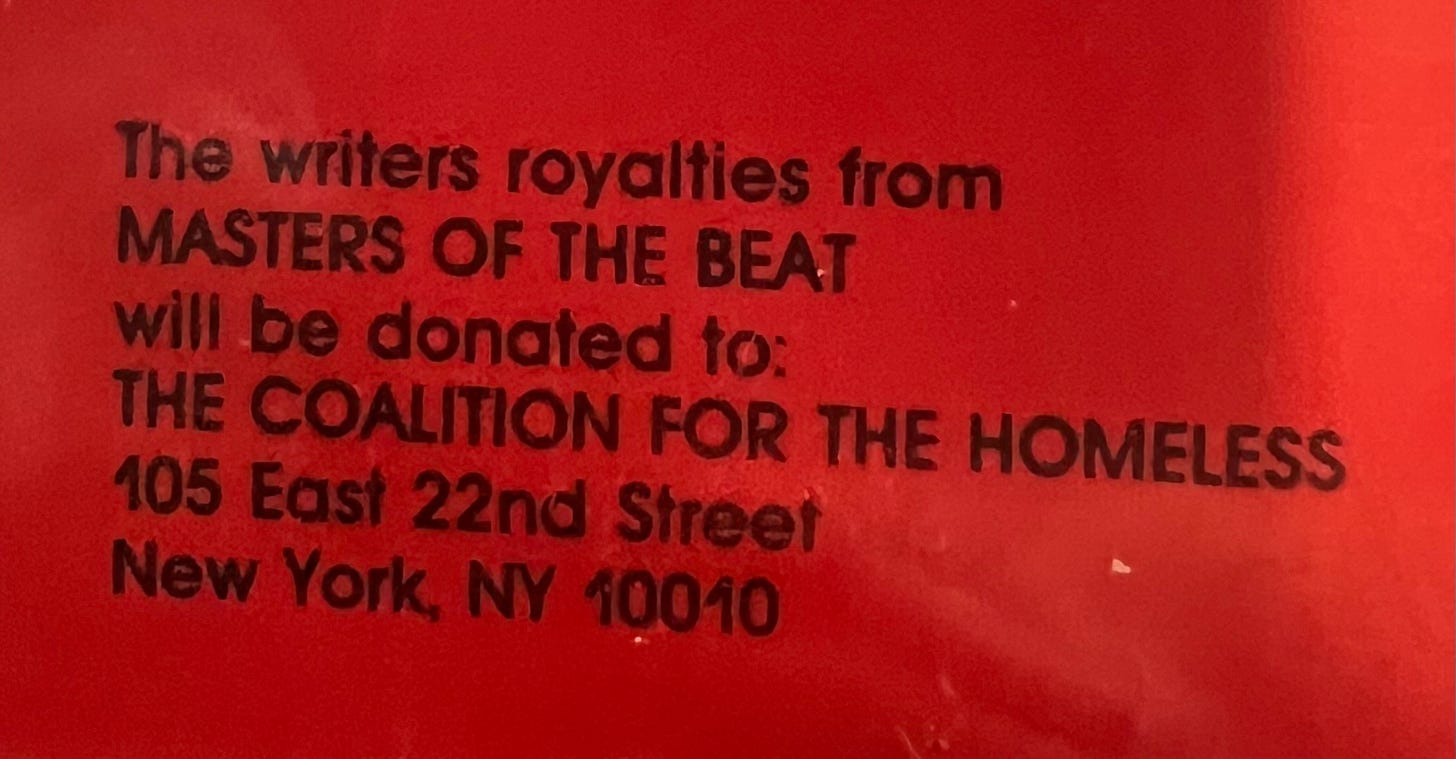 The writers royalties from
MASTERS OF THE BEAT
will be donated to:
THE COALITION FOR THE HOMELESS
105 East 22nd Street
New York, NY 10010